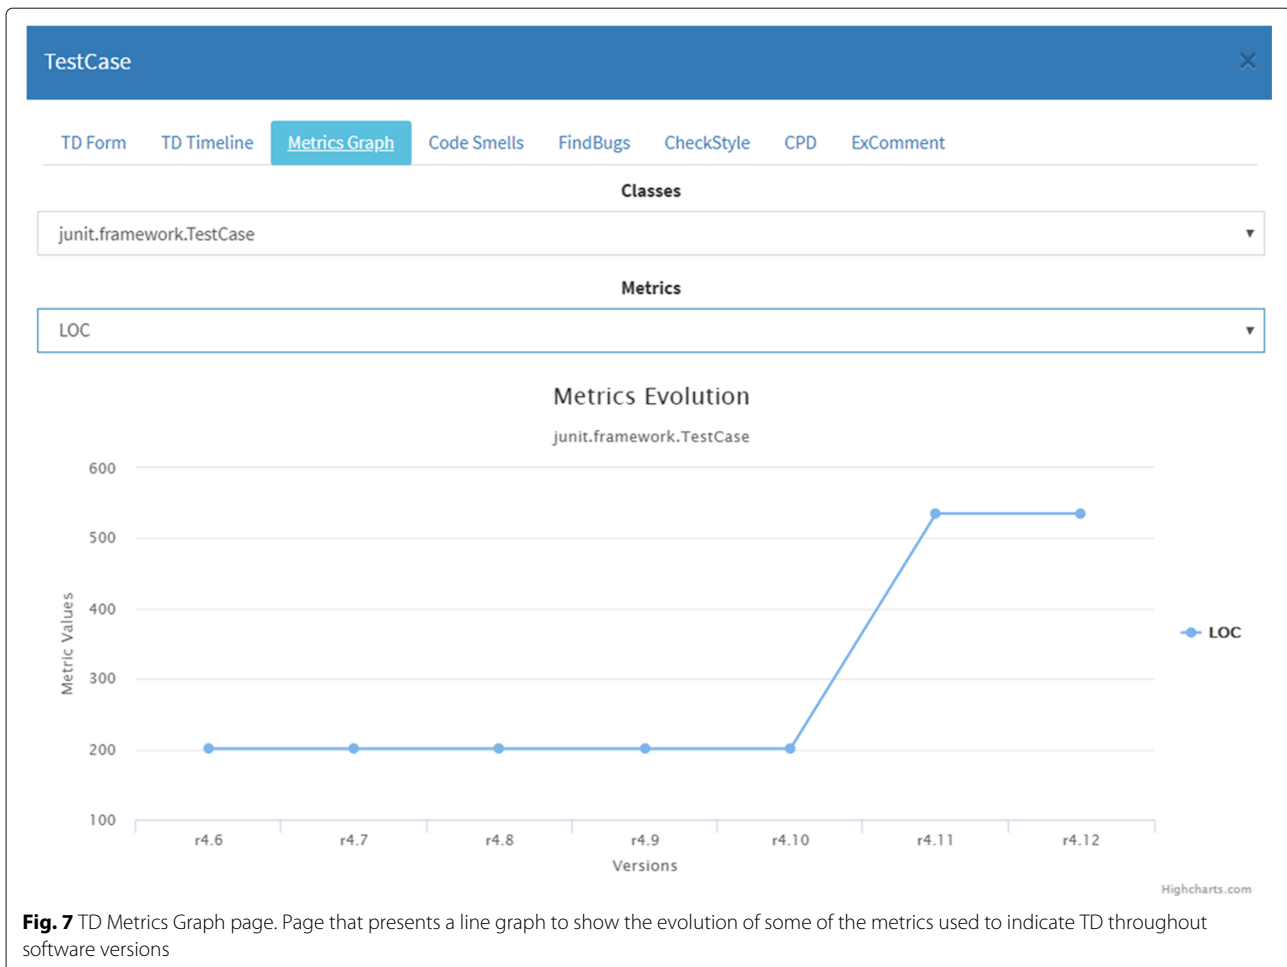 TestCase
×
TD Form TD Timeline Metrics Graph Code Smells FindBugs CheckStyle CPD ExComment
Classes
junit.framework.TestCase
Metrics
LOC
Metrics Evolution
junit.framework.TestCase
600
500
400
300
200
100
Metric Values
LOC
r4.6 r4.7 r4.8 r4.9 r4.10 r4.11 r4.12
Versions
Highcharts.com
Fig. 7 TD Metrics Graph page. Page that presents a line graph to show the evolution of some of the metrics used to indicate TD throughout
software versions